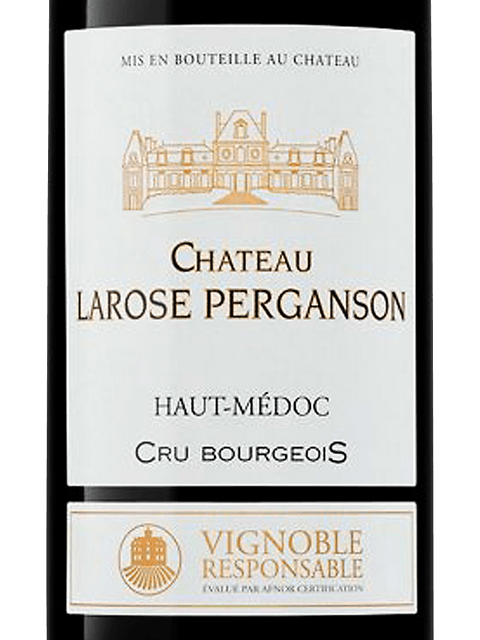 MIS EN BOUTEILLE AU CHATEAU
CHATEAU
LAROSE PERGANSON
HAUT-MÉDOC
CRU BOURGEOIS
VIGNOBLE
RESPONSABLE
ÉVALUÉ PAR AFNOR CERTIFICATION